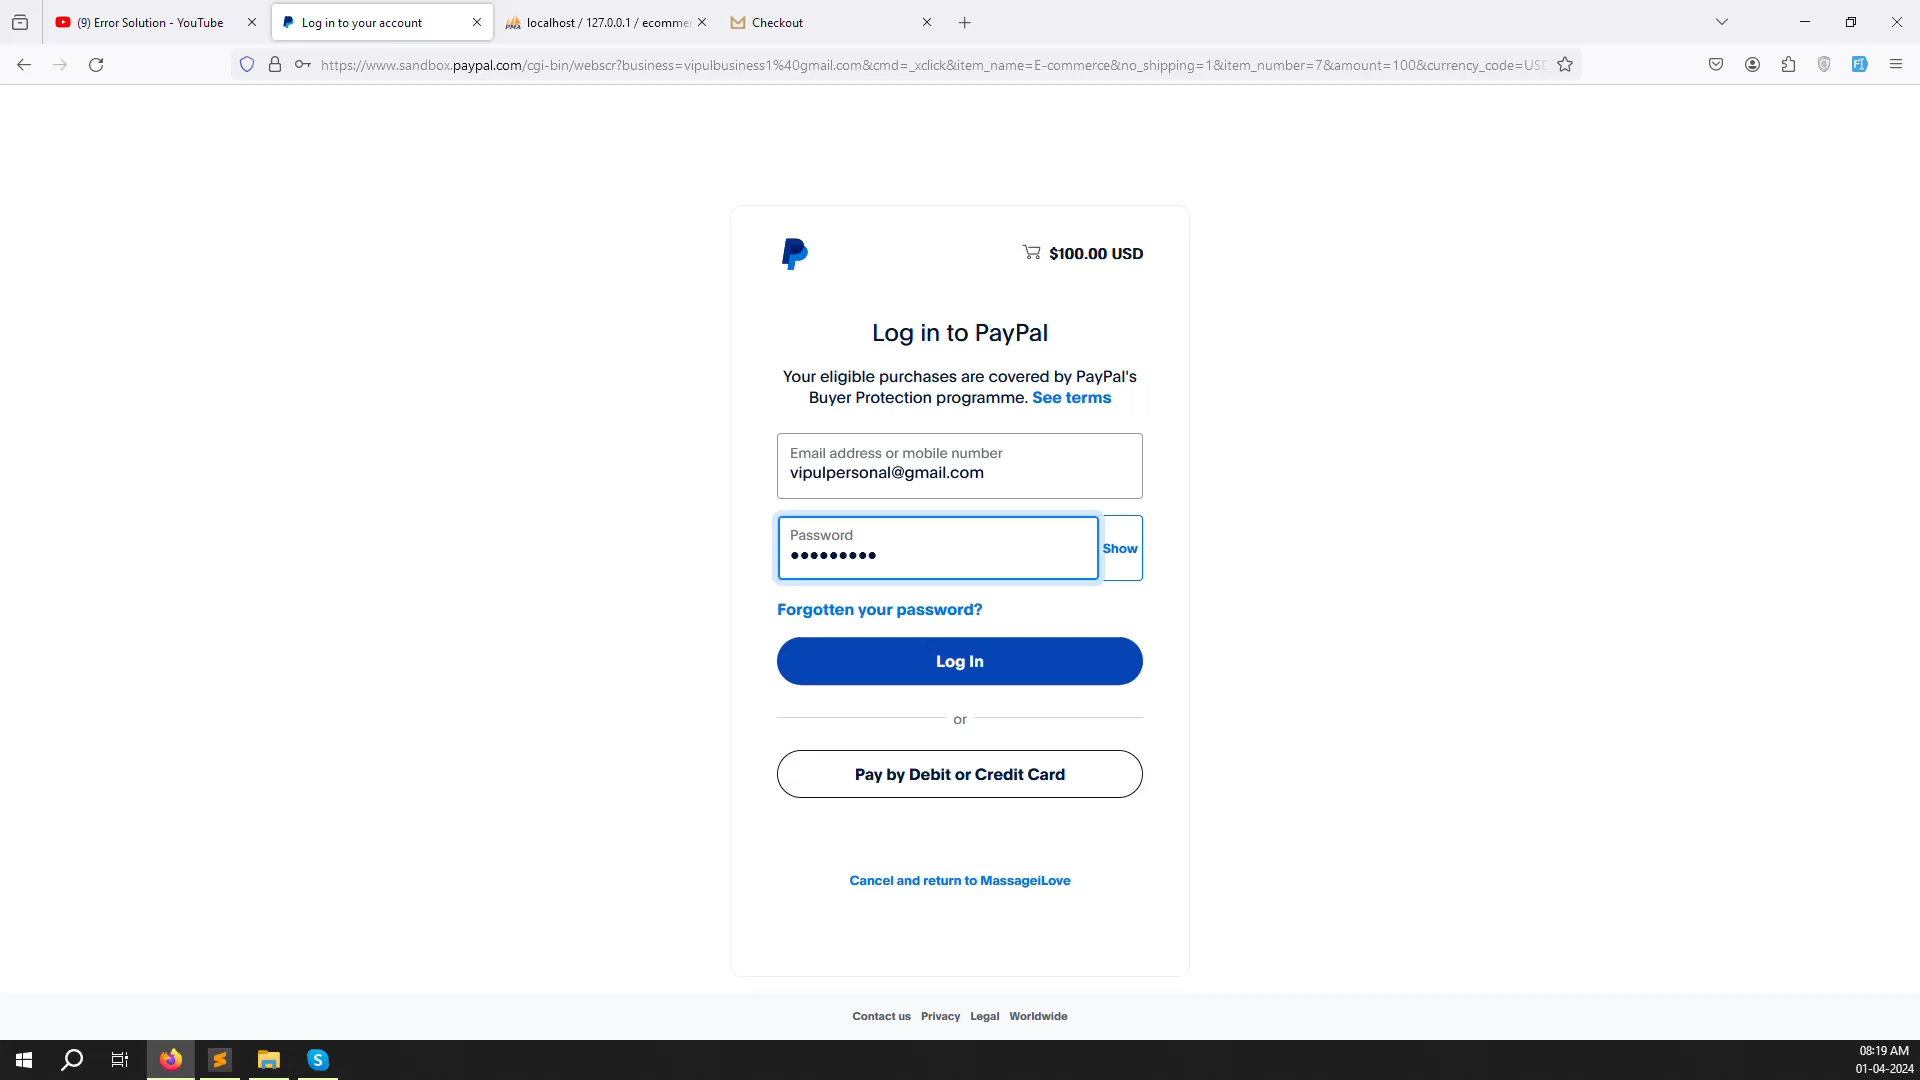 (9) Error Solution - YouTube
Log in to your account
localhost / 127.0.0.1 / ecomme
Checkout
https://www.sandbox.paypal.com/cgi-bin/webscr?business=vipulbusiness1%40gmail.com&cmd=_xclick&item_name=E-commerce&no_shipping=1&item_number=7&amount=100&currency_code=USD
$100.00 USD
Log in to PayPal
Your eligible purchases are covered by PayPal's
Buyer Protection programme. See terms
Email address or mobile number
vipulpersonal@gmail.com
Password
•••••••••
Show
Forgotten your password?
Log In
or
Pay by Debit or Credit Card
Cancel and return to MassageiLove
Contact us Privacy Legal Worldwide
08:19 AM
01-04-2024